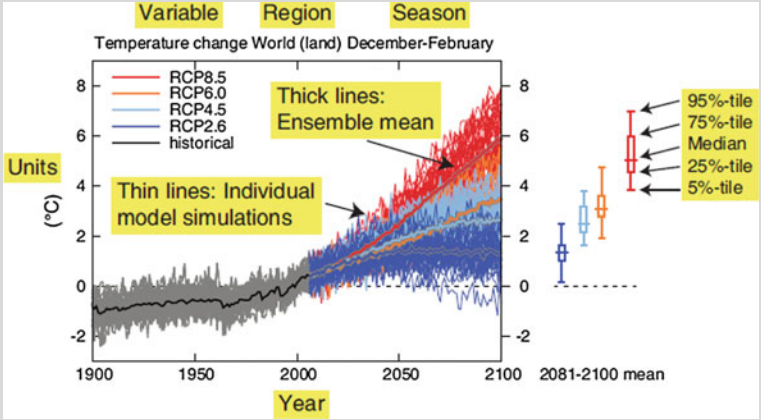 Variable Region Season
Temperature change World (land) December-February
8
6
4
2
0
-2
Units
(°C)
RCP8.5
RCP6.0
RCP4.5
RCP2.6
historical
Thick lines:
Ensemble mean
Thin lines: Individual
model simulations
8
6
4
2
0
-2
95%-tile
75%-tile
Median
25%-tile
5%-tile
1900 1950 2000 2050 2100 2081-2100 mean
Year